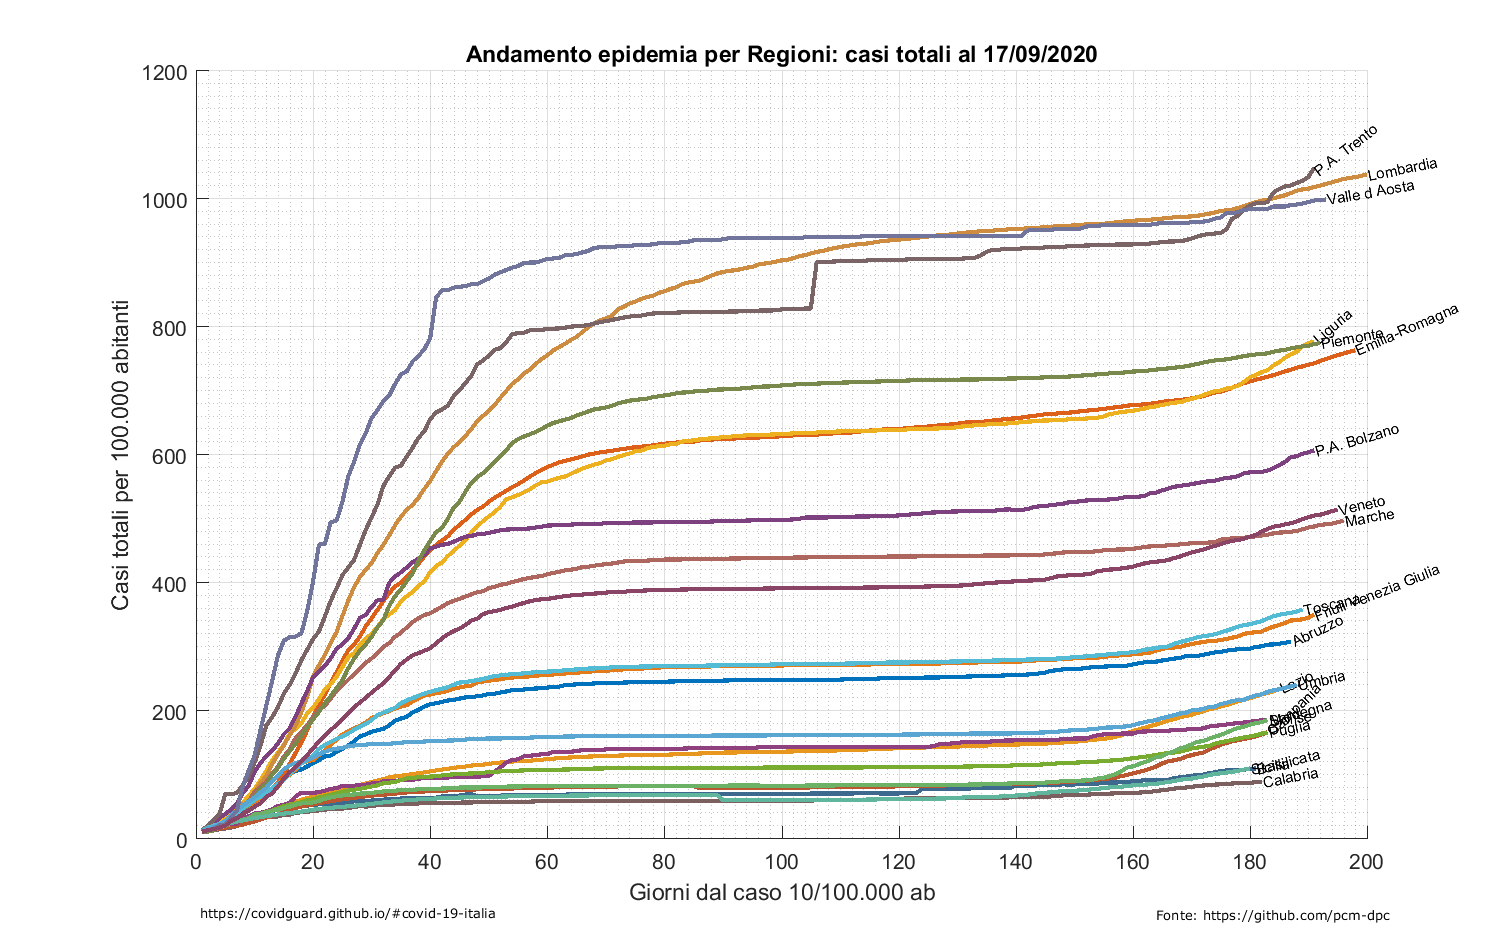 Andamento epidemia per Regioni: casi totali al 17/09/2020
1200
1000
800
600
400
200
0
Casi totali per 100.000 abitanti
P.A. Trento
Lombardia
Valle d Aosta
Liguria
Piemonte
Emilia-Romagna
P.A. Bolzano
Veneto
Marche
Toscana
Friuli Venezia Giulia
Abruzzo
Lazio
Umbria
Puglia
Calabria
0 20 40 60 80 100 120 140 160 180 200
Giorni dal caso 10/100.000 ab
https://covidguard.github.io/#covid-19-italia
Fonte: https://github.com/pcm-dpc